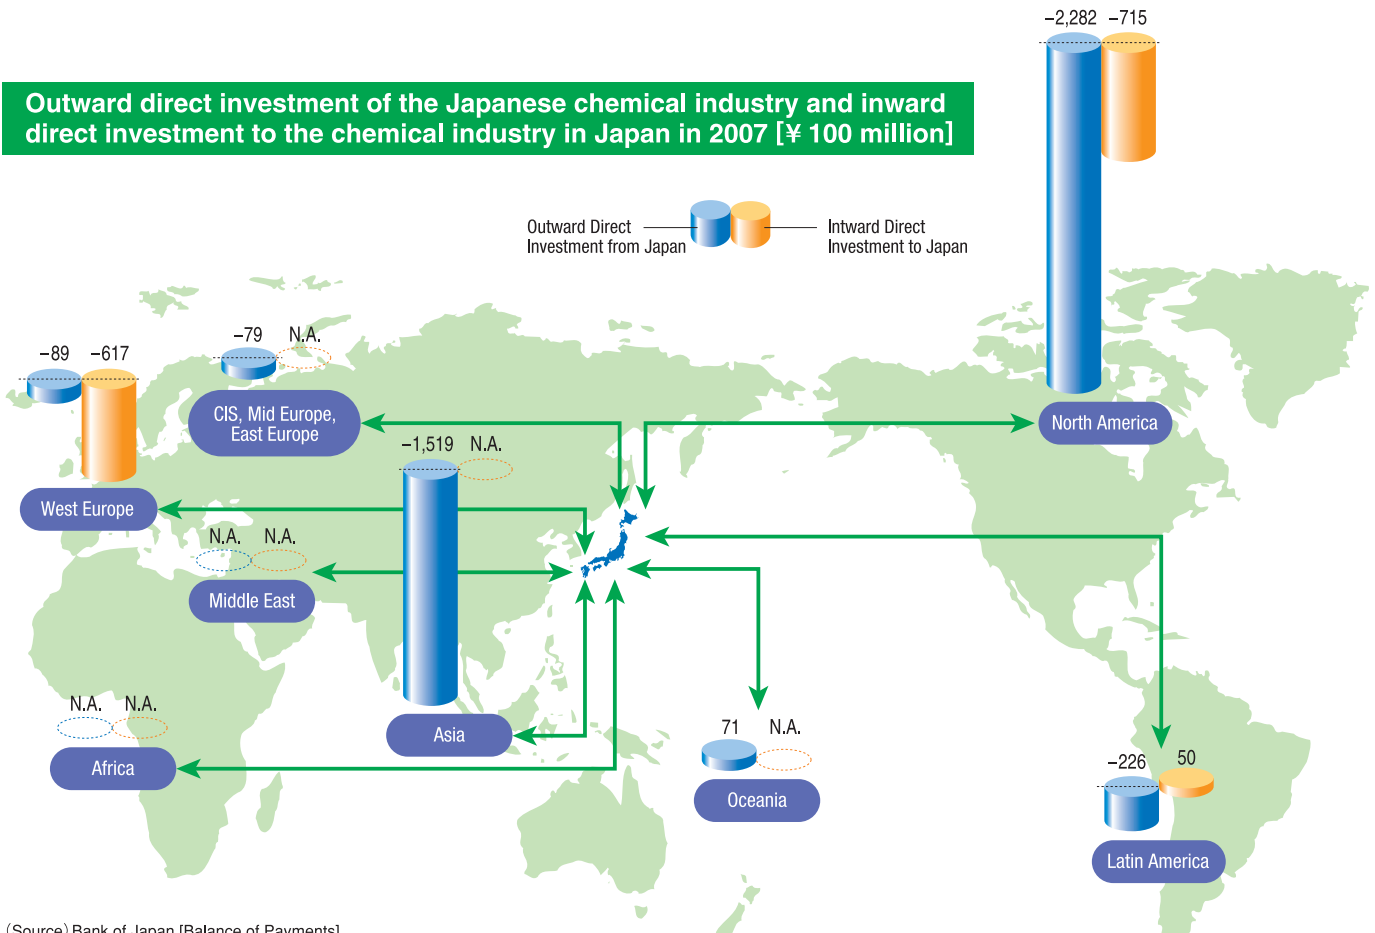 −2,282 −715
Outward direct investment of the Japanese chemical industry and inward
direct investment to the chemical industry in Japan in 2007 [¥ 100 million]
Outward Direct
Investment from Japan
Intward Direct
Investment to Japan
−79 N.A.
−89 −617
CIS, Mid Europe,
East Europe
North America
−1,519 N.A.
West Europe
N.A. N.A.
Middle East
N.A. N.A.
Asia
71 N.A.
Africa
−226 50
Oceania
Latin America
(Source) Bank of Japan [Balance of Payments]